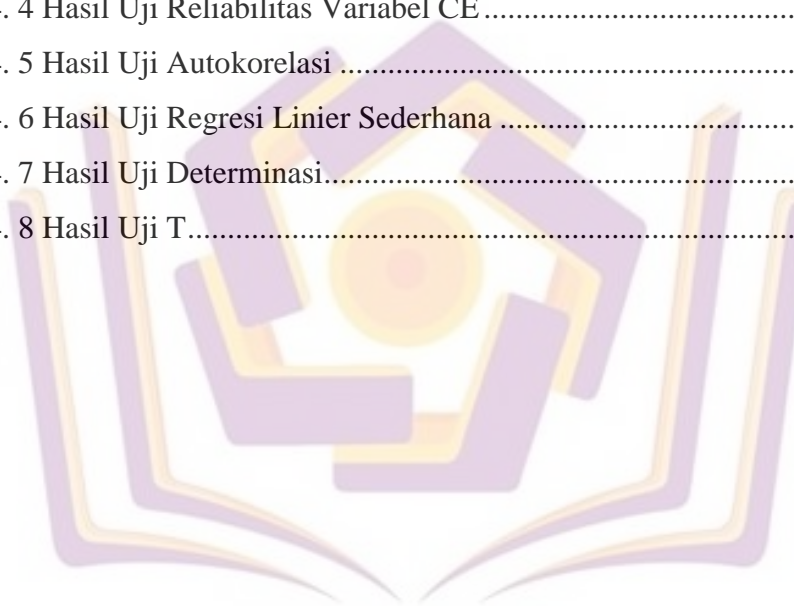 . 4 Hasil Uji Reliabilitas Variabel CE.......................................
. 5 Hasil Uji Autokorelasi .........................................................
. 6 Hasil Uji Regresi Linier Sederhana .....................................
. 7 Hasil Uji Determinasi...........................................................
. 8 Hasil Uji T............................................................................